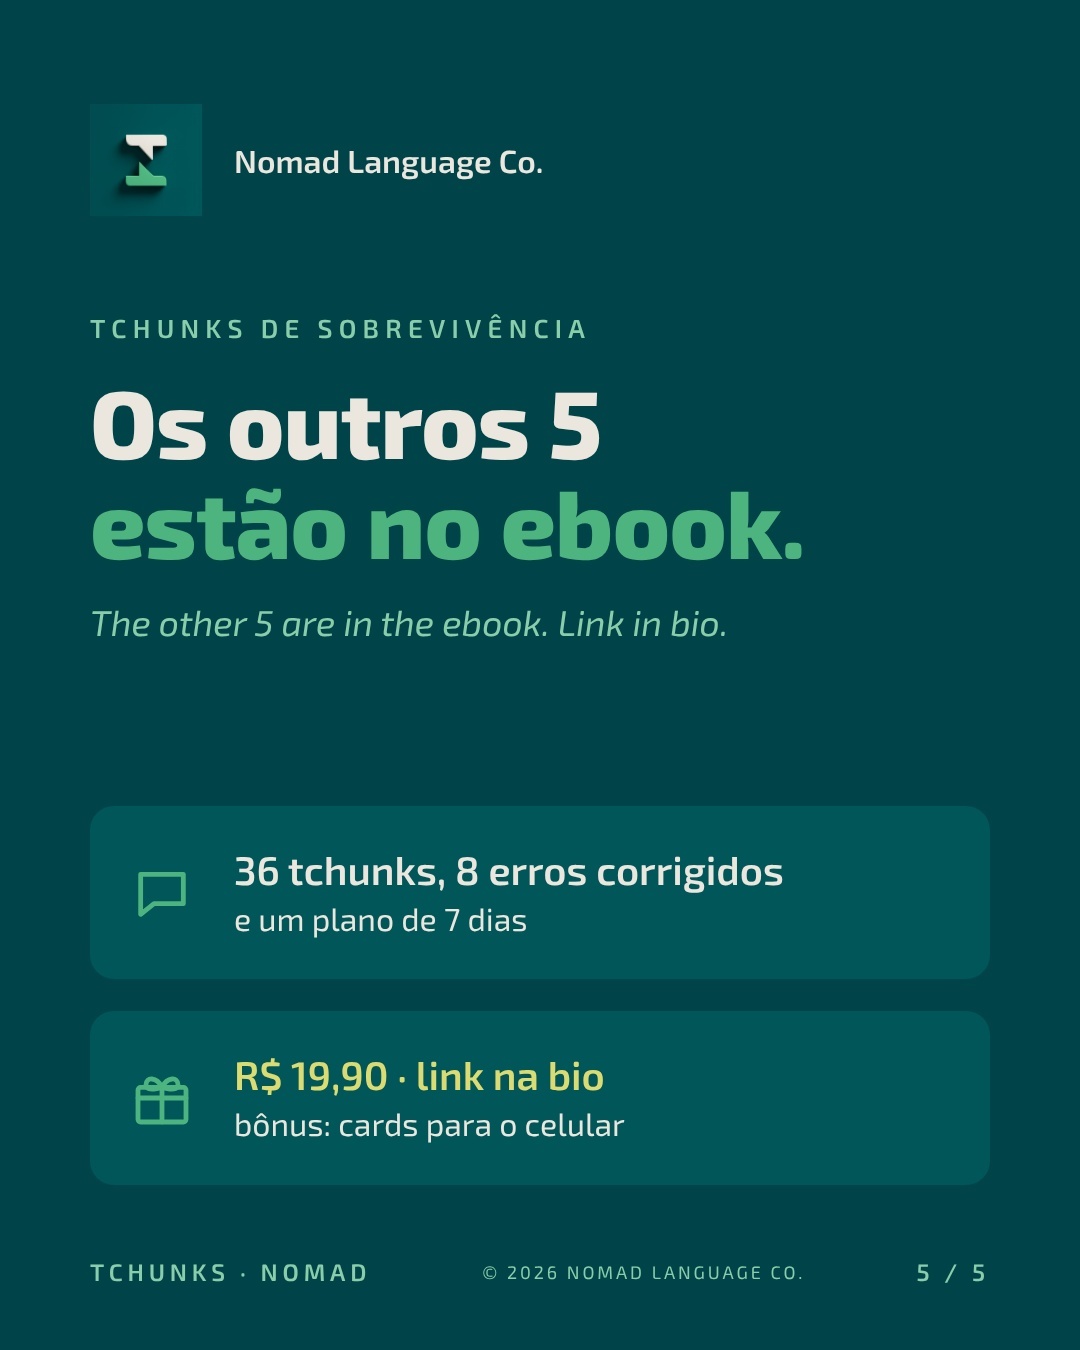 Nomad Language Co.
TCHUNKS DE SOBREVIVÊNCIA
Os outros 5
estão no ebook.
The other 5 are in the ebook. Link in bio.
36 tchunks, 8 erros corrigidos
e um plano de 7 dias
R$ 19,90 · link na bio
bônus: cards para o celular
TCHUNKS · NOMAD
© 2026 NOMAD LANGUAGE CO.
5 / 5